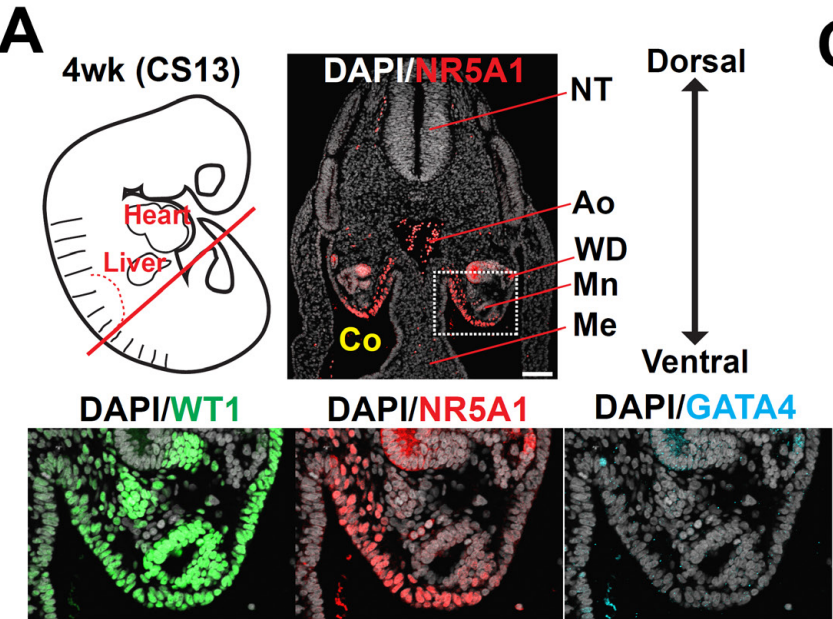 A
4wk (CS13)
Heart
Liver
DAPI/NR5A1
NT
Ao
WD
Mn
Me
Co
Dorsal
Ventral
DAPI/WT1
DAPI/NR5A1
DAPI/GATA4